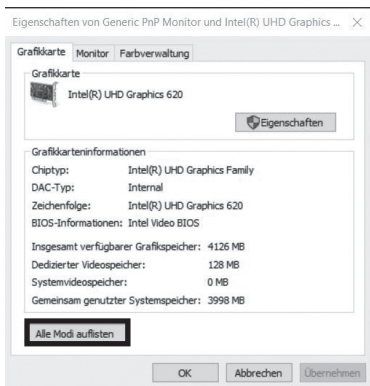 Eigenschaften von Generic PnP Monitor und Intel(R) UHD Graphics ...
Grafikkarte Monitor Farbverwaltung
Grafikkarte
Intel(R) UHD Graphics 620
Eigenschaften
Grafikkarteninformationen
Chiptyp: Intel(R) UHD Graphics Family
DAC-Typ: Internal
Zeichenfolge: Intel(R) UHD Graphics 620
BIOS-Informationen: Intel Video BIOS
Insgesamt verfügbarer Grafikspeicher: 4126 MB
Dedizierter Videospeicher: 128 MB
Systemvideospeicher: 0 MB
Gemeinsam genutzter Systemspeicher: 3998 MB
Alle Modi auflisten
OK Abbrechen Übernehmen